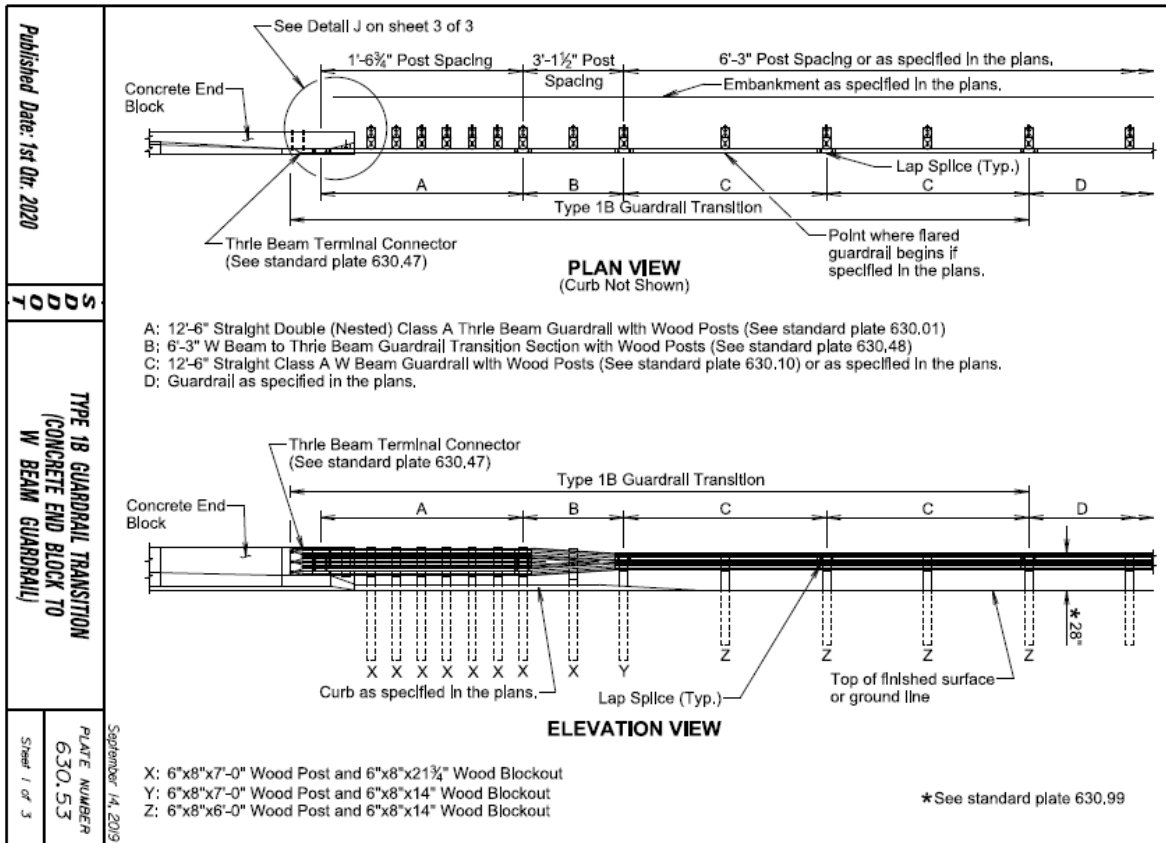 Published Date: 1st Qtr. 2020
S D D O T
TYPE 1B GUARDRAIL TRANSITION
(CONCRETE END BLOCK TO
W BEAM GUARDRAIL)
September 14, 2019
PLATE NUMBER
630.53
Sheet 1 of 3
See Detail J on sheet 3 of 3
1'-6¾" Post Spacing
3'-1½" Post
Spacing
6'-3" Post Spacing or as specified in the plans.
Concrete End
Block
Embankment as specified in the plans.
Lap Splice (Typ.)
A
B
C
C
D
Type 1B Guardrail Transition
Thrie Beam Terminal Connector
(See standard plate 630.47)
Point where flared
guardrail begins if
specified in the plans.
PLAN VIEW
(Curb Not Shown)
A: 12'-6" Straight Double (Nested) Class A Thrie Beam Guardrail with Wood Posts (See standard plate 630.01)
B: 6'-3" W Beam to Thrie Beam Guardrail Transition Section with Wood Posts (See standard plate 630.48)
C: 12'-6" Straight Class A W Beam Guardrail with Wood Posts (See standard plate 630.10) or as specified in the plans.
D: Guardrail as specified in the plans.
Thrie Beam Terminal Connector
(See standard plate 630.47)
Type 1B Guardrail Transition
Concrete End
Block
A
B
C
C
D
*28"
X X X X X X X X Y Z Z Z Z
Curb as specified in the plans.
Lap Splice (Typ.)
Top of finished surface
or ground line
ELEVATION VIEW
X: 6"x8"x7'-0" Wood Post and 6"x8"x21¾" Wood Blockout
Y: 6"x8"x7'-0" Wood Post and 6"x8"x14" Wood Blockout
Z: 6"x8"x6'-0" Wood Post and 6"x8"x14" Wood Blockout
*See standard plate 630.99